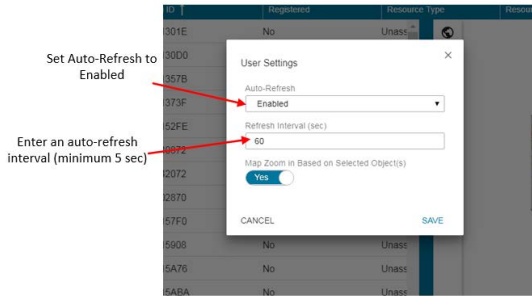 ID Registered Resource Type Resour
301E No Unass
30D0
357B
373F
52FE
2072
2870
57F0
5908 No Unass
5A76 No Unass
5ABA No Unass
Set Auto-Refresh to
Enabled
Enter an auto-refresh
interval (minimum 5 sec)
User Settings ×
Auto-Refresh
Enabled
Refresh Interval (sec)
60
Map Zoom in Based on Selected Object(s)
Yes
CANCEL SAVE